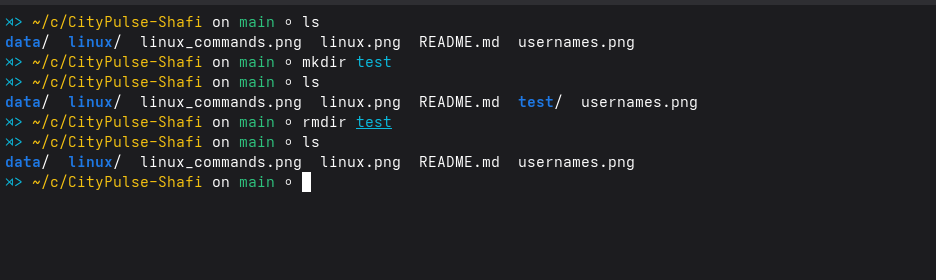 ⋊> ~/c/CityPulse-Shafi on main ∘ ls
data/  linux/  linux_commands.png  linux.png  README.md  usernames.png
⋊> ~/c/CityPulse-Shafi on main ∘ mkdir test
⋊> ~/c/CityPulse-Shafi on main ∘ ls
data/  linux/  linux_commands.png  linux.png  README.md  test/  usernames.png
⋊> ~/c/CityPulse-Shafi on main ∘ rmdir test
⋊> ~/c/CityPulse-Shafi on main ∘ ls
data/  linux/  linux_commands.png  linux.png  README.md  usernames.png
⋊> ~/c/CityPulse-Shafi on main ∘